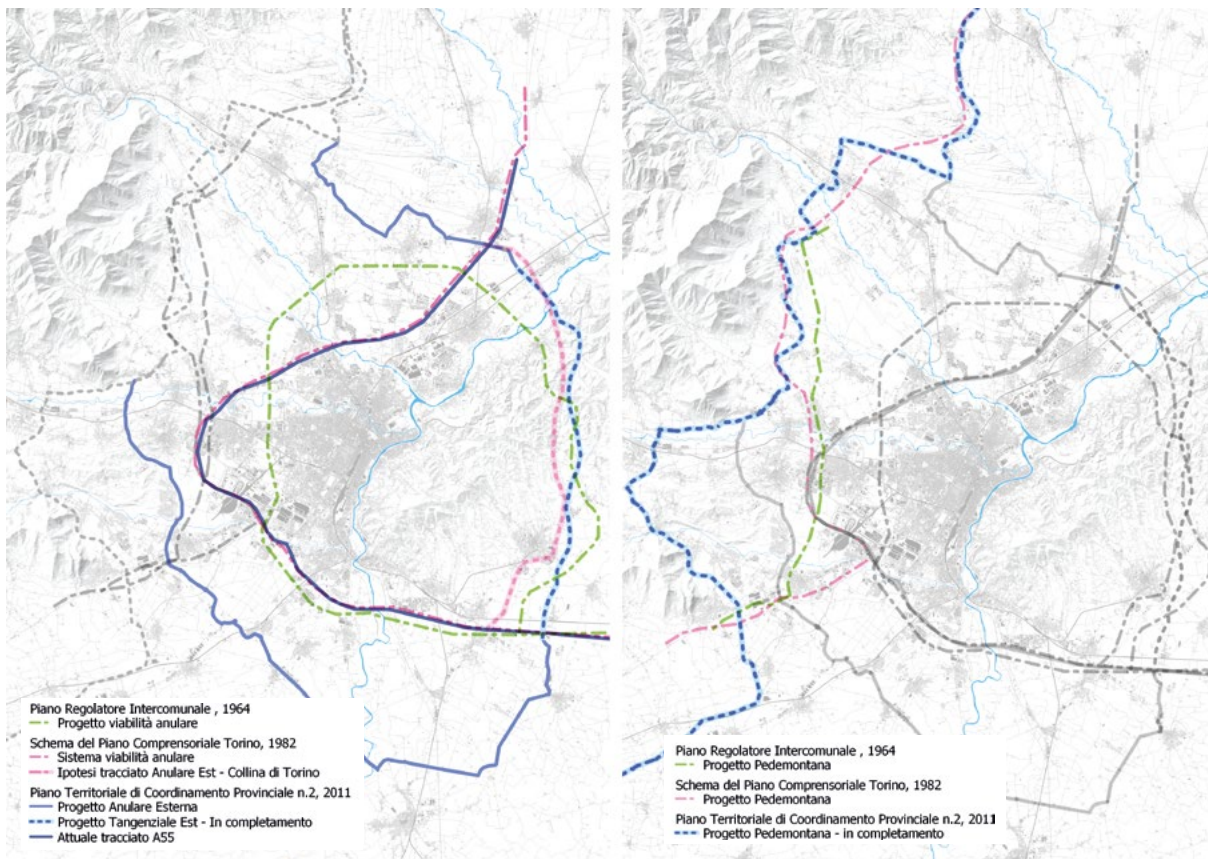 Piano Regolatore Intercomunale , 1964
Progetto viabilità anulare
Schema del Piano Comprensoriale Torino, 1982
Sistema viabilità anulare
Ipotesi tracciato Anulare Est - Collina di Torino
Piano Territoriale di Coordinamento Provinciale n.2, 2011
Progetto Anulare Esterna
Progetto Tangenziale Est - In completamento
Attuale tracciato A55
Piano Regolatore Intercomunale , 1964
Progetto Pedemontana
Schema del Piano Comprensoriale Torino, 1982
Progetto Pedemontana
Piano Territoriale di Coordinamento Provinciale n.2, 2011
Progetto Pedemontana - in completamento